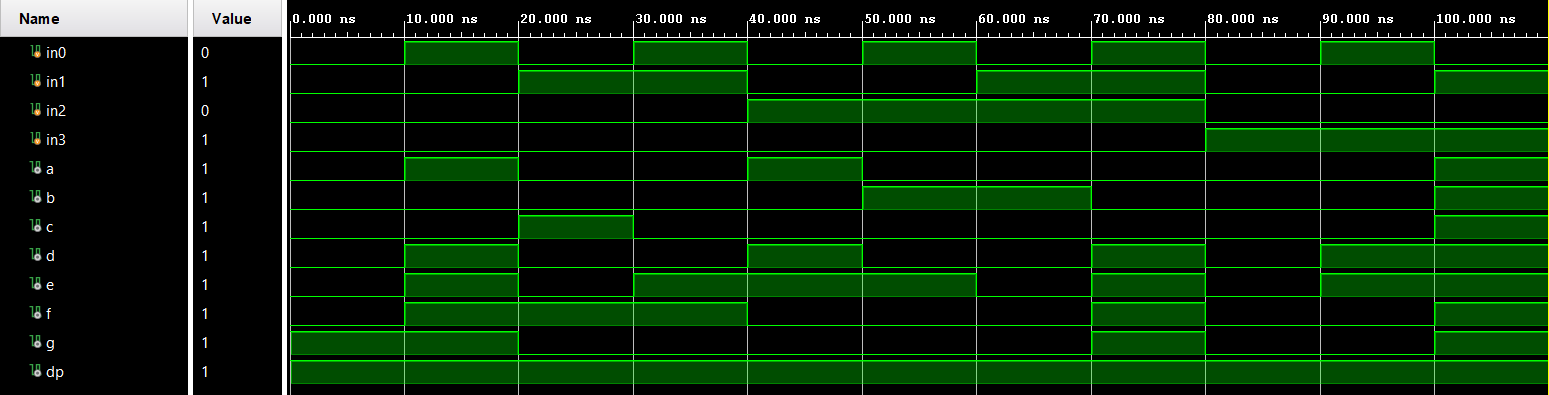 Name Value 0.000 ns 10.000 ns 20.000 ns 30.000 ns 40.000 ns 50.000 ns 60.000 ns 70.000 ns 80.000 ns 90.000 ns 100.000 ns
in0 0
in1 1
in2 0
in3 1
a 1
b 1
c 1
d 1
e 1
f 1
g 1
dp 1